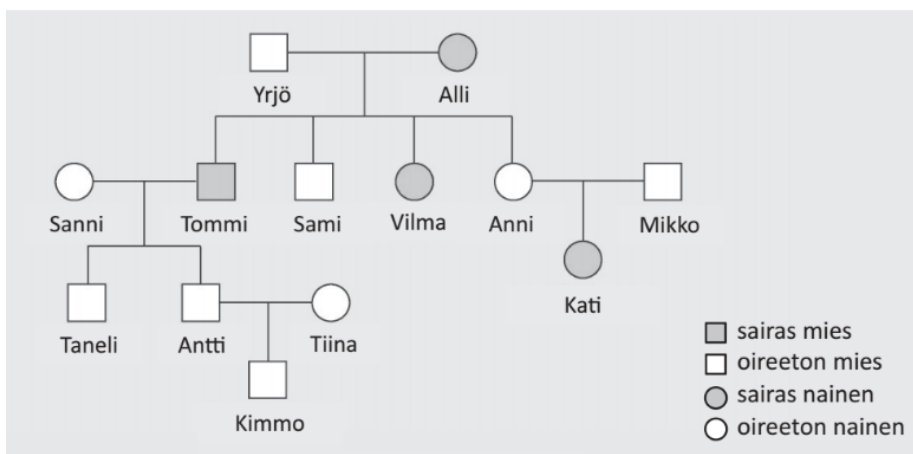 Yrjö Alli
Sanni Tommi Sami Vilma Anni Mikko
Kati
Taneli Antti Tiina
Kimmo
sairas mies
oireeton mies
sairas nainen
oireeton nainen